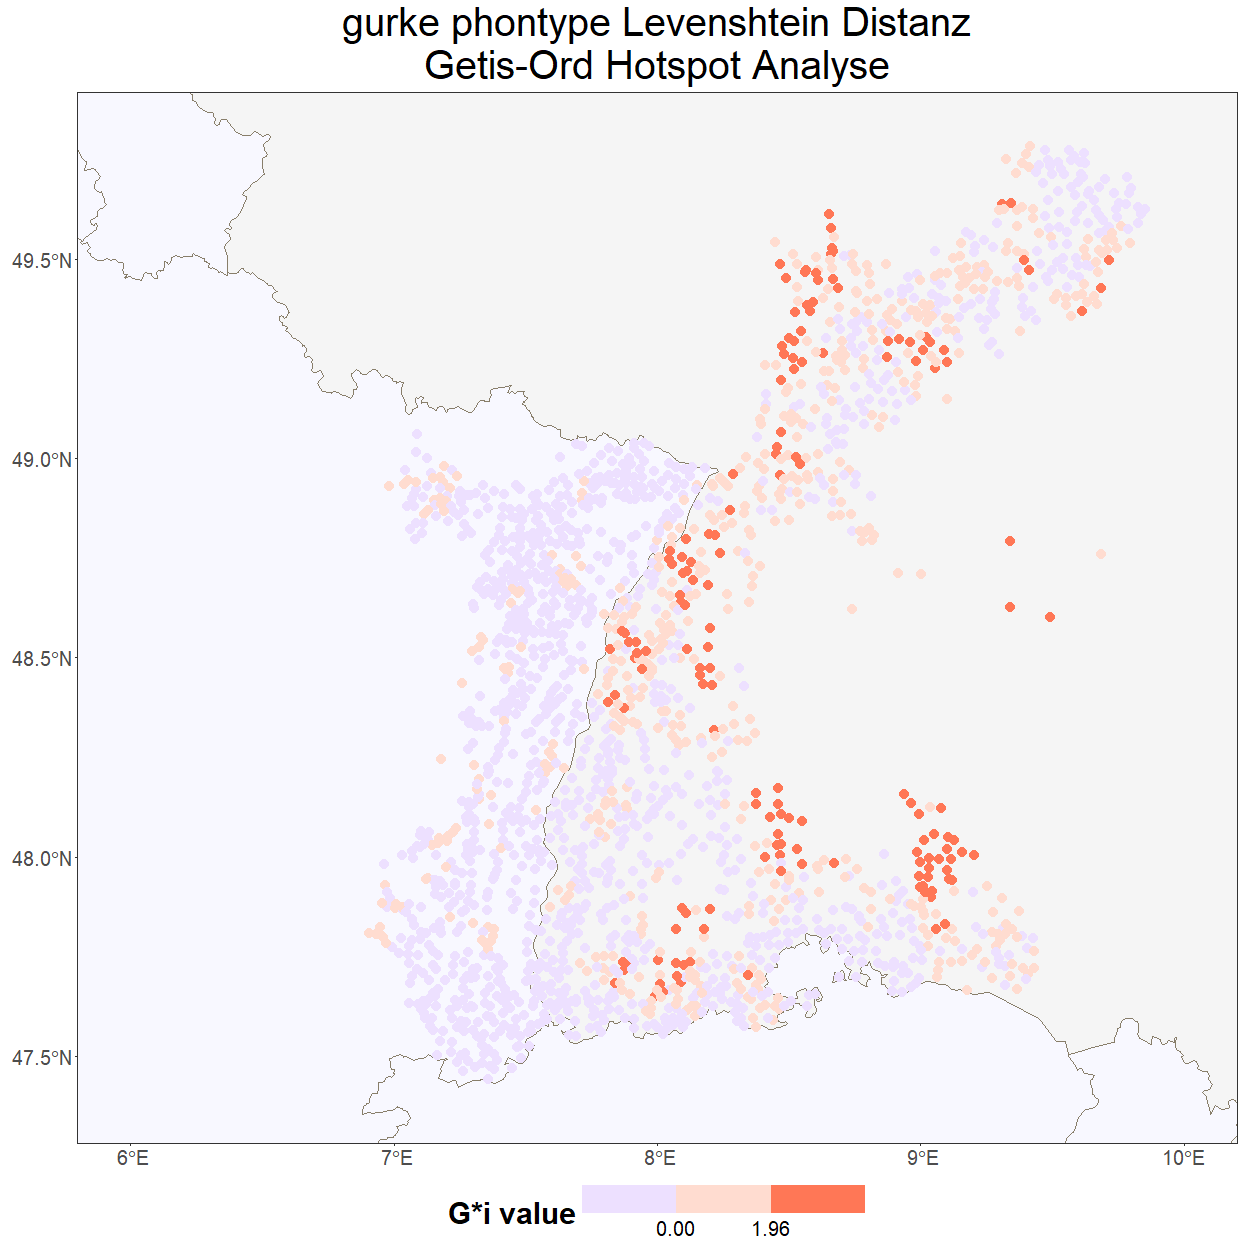 gurke phontype Levenshtein Distanz
Getis-Ord Hotspot Analyse
49.5°N
49.0°N
48.5°N
48.0°N
47.5°N
6°E 7°E 8°E 9°E 10°E
G*i value
0.00 1.96